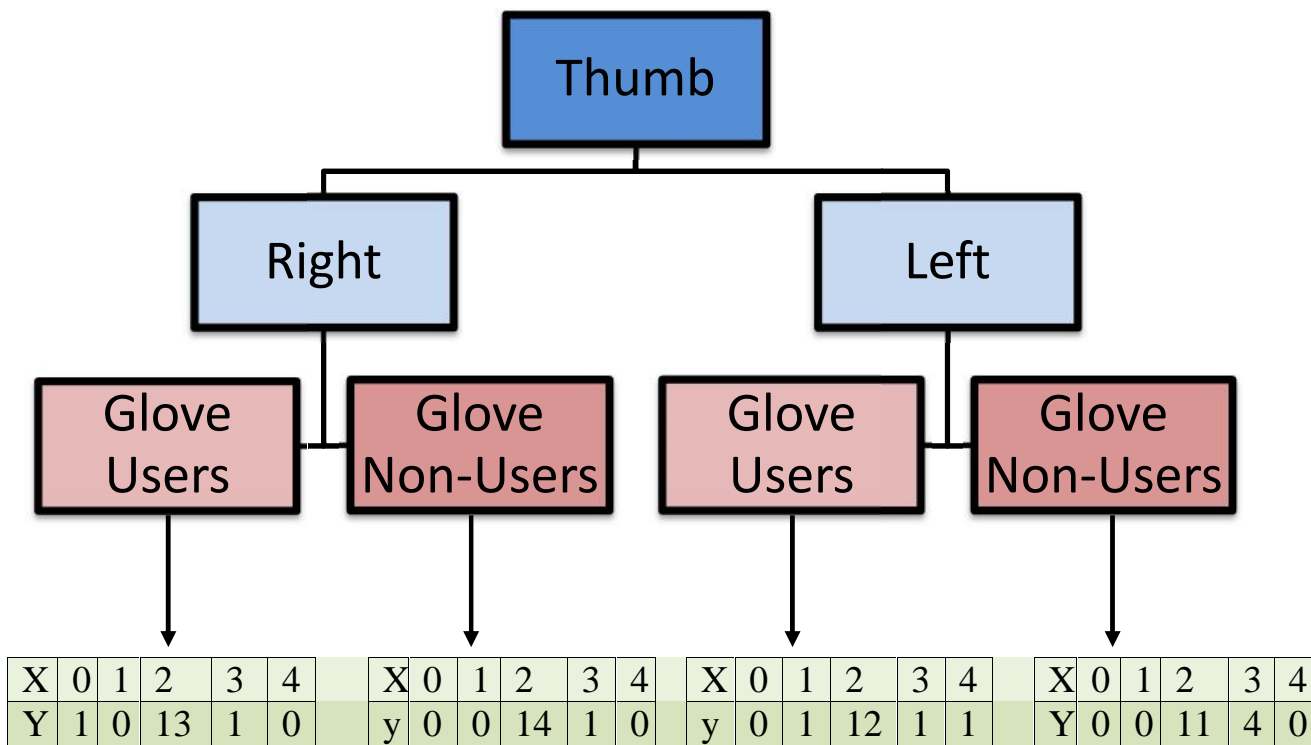 Thumb
Right
Left
Glove
Users
Glove
Non-Users
Glove
Users
Glove
Non-Users
X 0 1 2 3 4
Y 1 0 13 1 0
X 0 1 2 3 4
y 0 0 14 1 0
X 0 1 2 3 4
y 0 1 12 1 1
X 0 1 2 3 4
Y 0 0 11 4 0